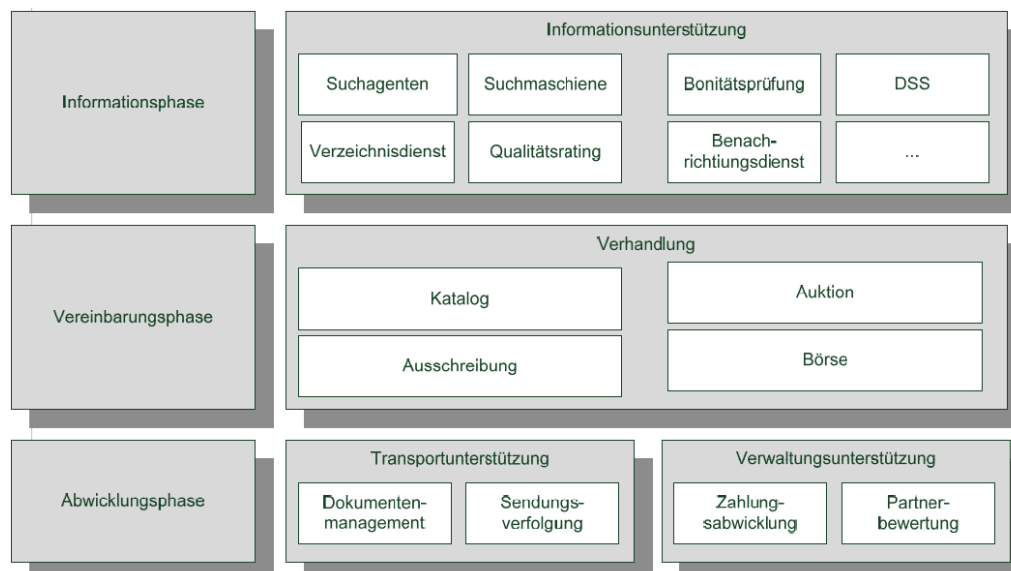 Informationsphase
Informationsunterstützung
Suchagenten
Suchmaschiene
Bonitätsprüfung
DSS
Verzeichnisdienst
Qualitätsrating
Benach-
richtiungsdienst
...
Vereinbarungsphase
Verhandlung
Katalog
Auktion
Ausschreibung
Börse
Abwicklungsphase
Transportunterstützung
Dokumenten-
management
Sendungs-
verfolgung
Verwaltungsunterstützung
Zahlung-
sabwicklung
Partner-
bewertung